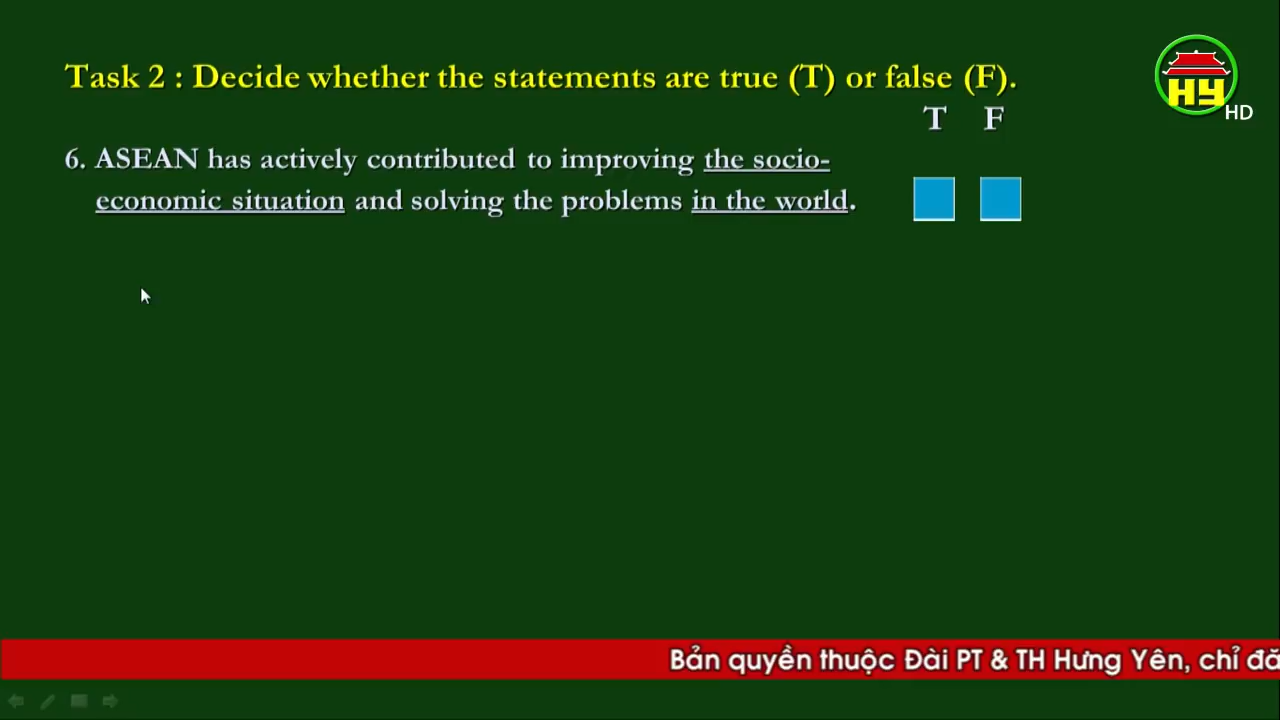 Task 2 : Decide whether the statements are true (T) or false (F).
T F
6. ASEAN has actively contributed to improving the socio-
economic situation and solving the problems in the world.
HY
HD
Bản quyền thuộc Đài PT & TH Hưng Yên, chỉ